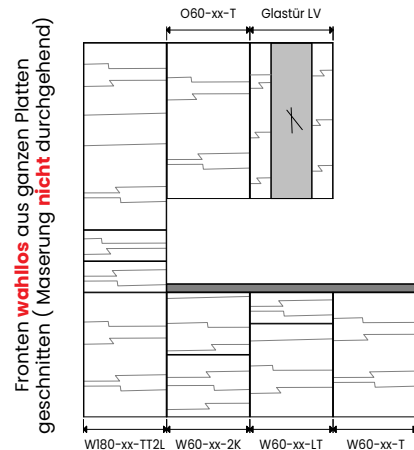 O60-xx-T Glastür LV
Fronten wahllos aus ganzen Platten
geschnitten ( Maserung nicht durchgehend)
W180-xx-TT2L W60-xx-2K W60-xx-LT W60-xx-T